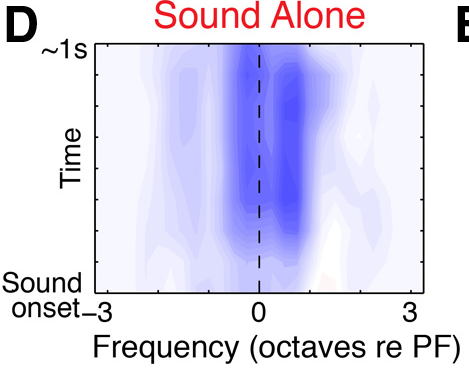 D
Sound Alone
E
~1s
Time
Sound
onset
-3
0
3
Frequency (octaves re PF)